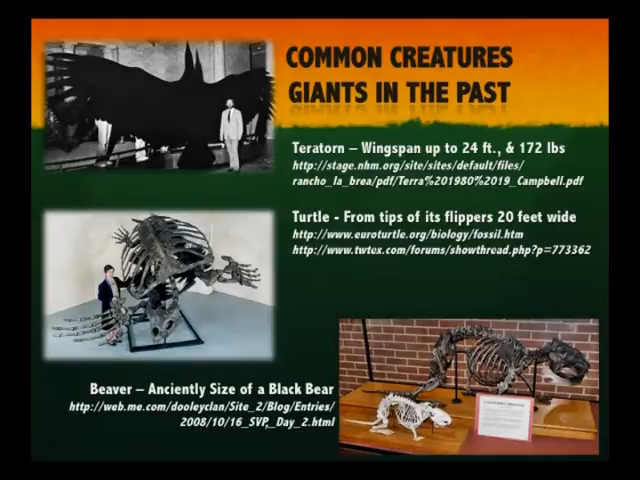 COMMON CREATURES
GIANTS IN THE PAST
Teratorn – Wingspan up to 24 ft., & 172 lbs
http://stage.nhm.org/site/sites/default/files/
rancho_la_brea/pdf/Terra%201980%2019_Campbell.pdf
Turtle - From tips of its flippers 20 feet wide
http://www.euroturtle.org/biology/fossil.htm
http://www.twtex.com/forums/showthread.php?p=773362
Beaver – Anciently Size of a Black Bear
http://web.me.com/dooleyclan/Site_2/Blog/Entries/
2008/10/16_SVP,_Day_2.html